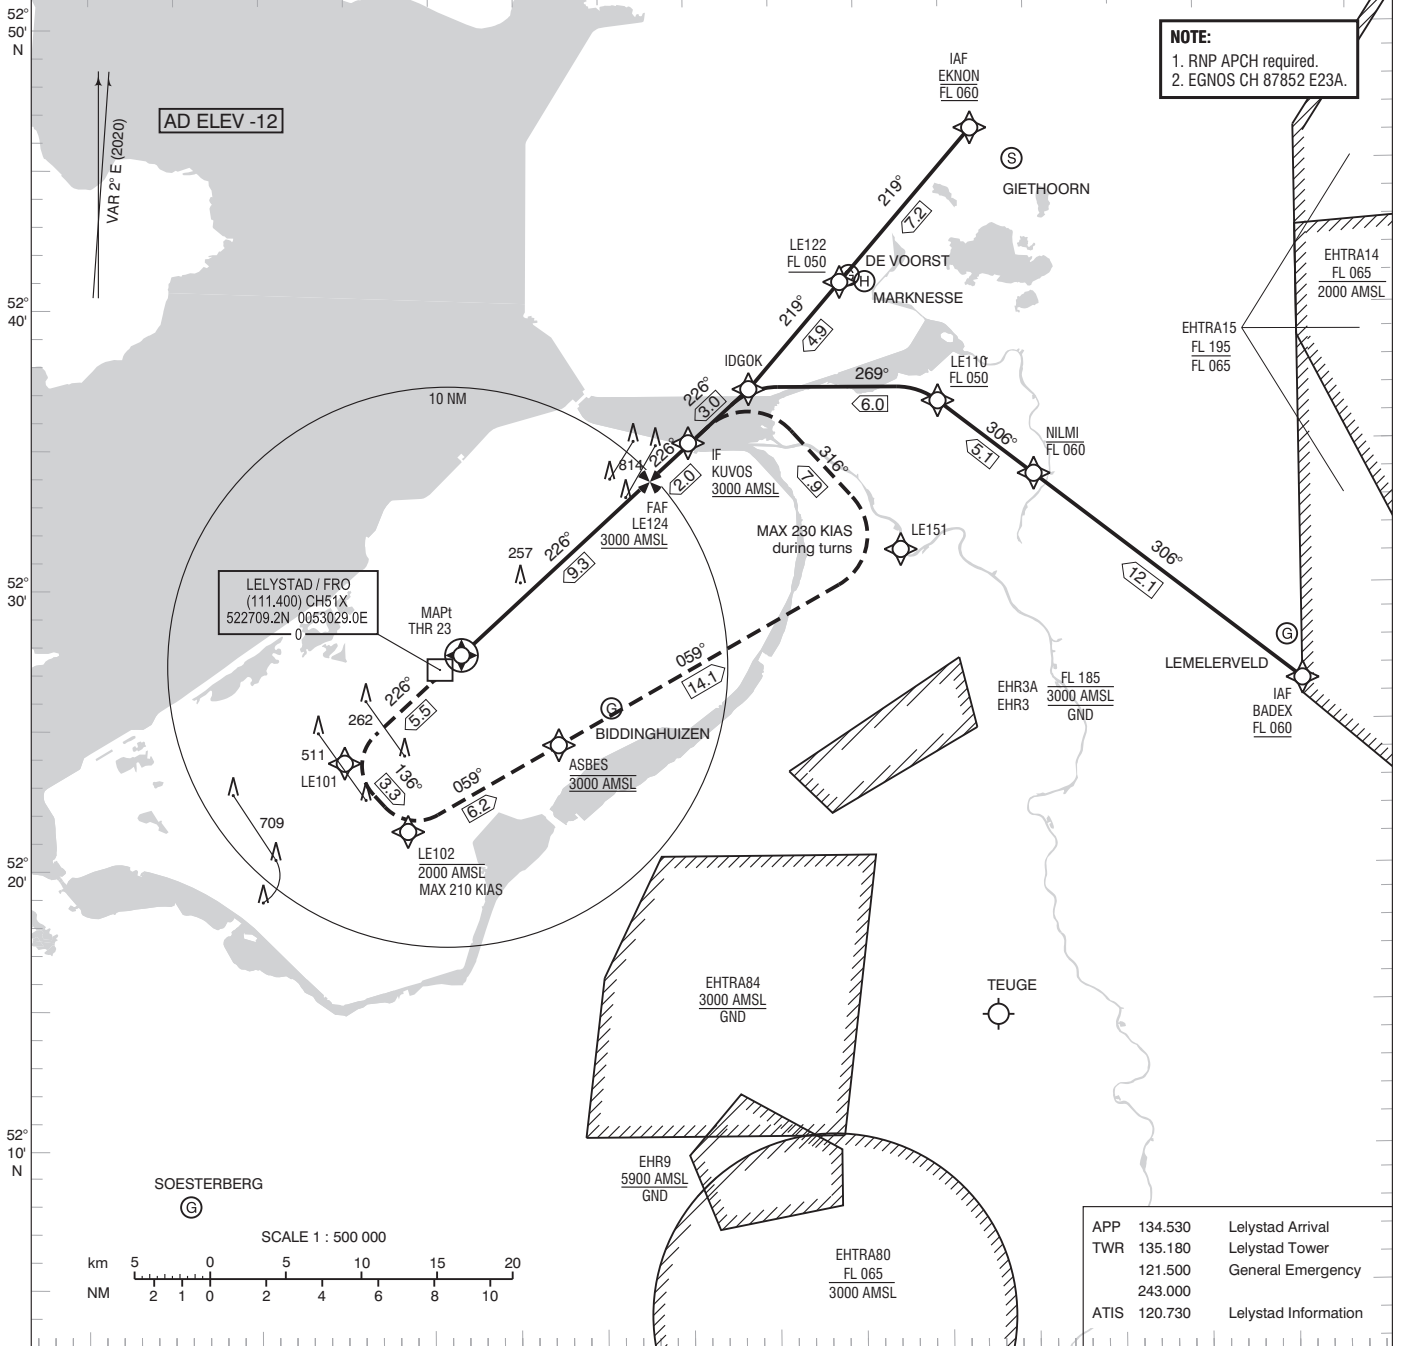 52°
50'
N
NOTE:
1. RNP APCH required.
2. EGNOS CH 87852 E23A.
IAF
EKNON
FL 060
AD ELEV -12
VAR 2° E (2020)
S
GIETHOORN
219°
7.2
LE122
FL 050
DE VOORST
H
MARKNESSE
EHTRA14
FL 065
2000 AMSL
52°
40'
219°
4.9
EHTRA15
FL 195
FL 065
IDGOK
269°
6.0
LE110
FL 050
226°
3.0
10 NM
NILMI
FL 060
306°
5.1
814
226°
2.0
IF
KUVOS
3000 AMSL
316°
7.9
FAF
LE124
3000 AMSL
MAX 230 KIAS
during turns
LE151
257
226°
9.3
306°
12.1
52°
30'
LELYSTAD / FRO
(111.400) CH51X
522709.2N 0053029.0E
0
MAPt
THR 23
G
LEMELERVELD
IAF
BADEX
FL 060
059°
14.1
EHR3A
EHR3
FL 185
3000 AMSL
GND
226°
5.5
G
BIDDINGHUIZEN
262
511
LE101
136°
3.3
059°
6.2
ASBES
3000 AMSL
709
LE102
2000 AMSL
MAX 210 KIAS
52°
20'
EHTRA84
3000 AMSL
GND
TEUGE
52°
10'
N
EHR9
5900 AMSL
GND
SOESTERBERG
G
SCALE 1 : 500 000
km 5 0 5 10 15 20
NM 2 1 0 2 4 6 8 10
EHTRA80
FL 065
3000 AMSL
APP 134.530 Lelystad Arrival
TWR 135.180 Lelystad Tower
121.500 General Emergency
243.000
ATIS 120.730 Lelystad Information